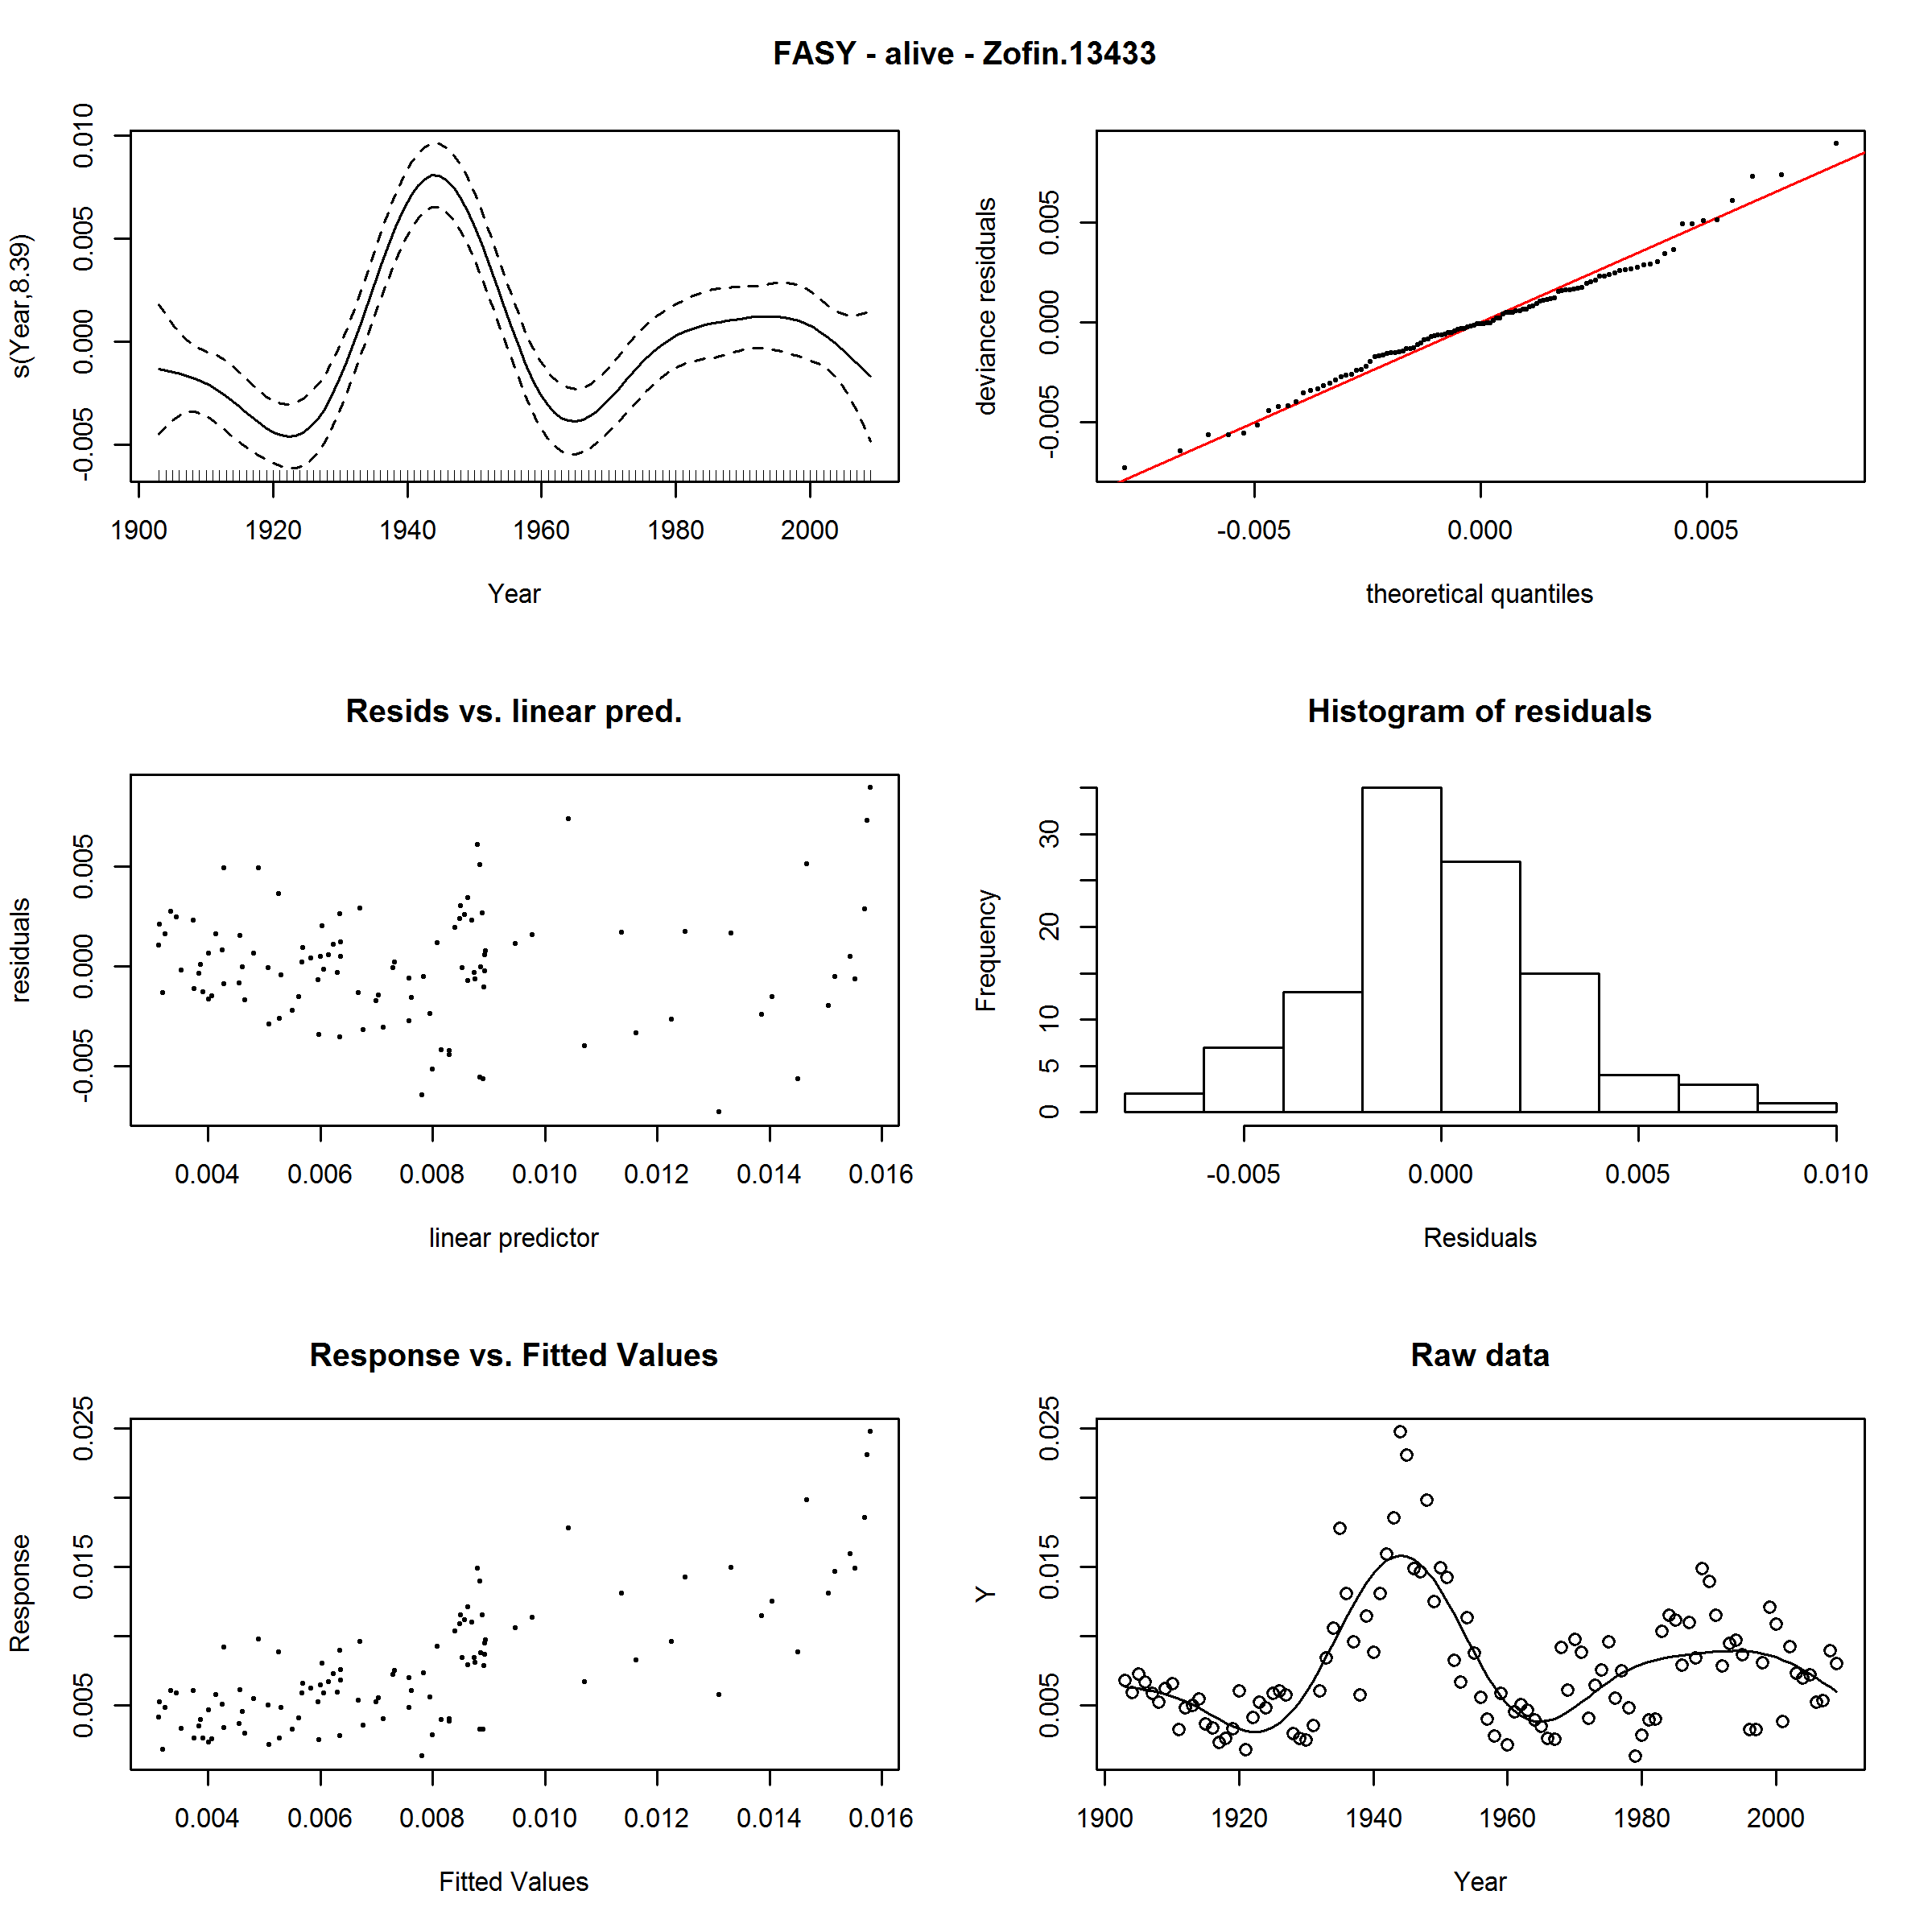 FASY - alive - Zofin.13433
s(Year,8.39)
-0.005 0.000 0.005 0.010
1900 1920 1940 1960 1980 2000
Year
deviance residuals
-0.005 0.000 0.005
-0.005 0.000 0.005
theoretical quantiles
Resids vs. linear pred.
residuals
-0.005 0.000 0.005
0.004 0.006 0.008 0.010 0.012 0.014 0.016
linear predictor
Histogram of residuals
Frequency
0 5 10 20 30
-0.005 0.000 0.005 0.010
Residuals
Response vs. Fitted Values
Response
0.005 0.015 0.025
0.004 0.006 0.008 0.010 0.012 0.014 0.016
Fitted Values
Raw data
Y
0.005 0.015 0.025
1900 1920 1940 1960 1980 2000
Year